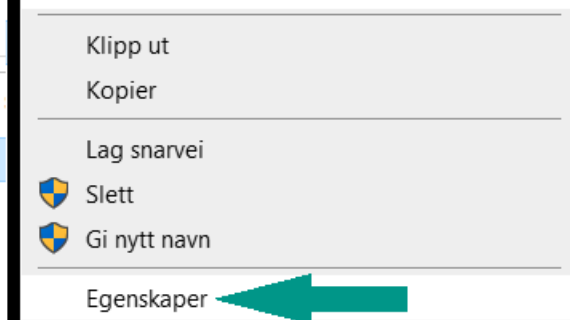 Klipp ut
Kopier
Lag snarvei
Slett
Gi nytt navn
Egenskaper